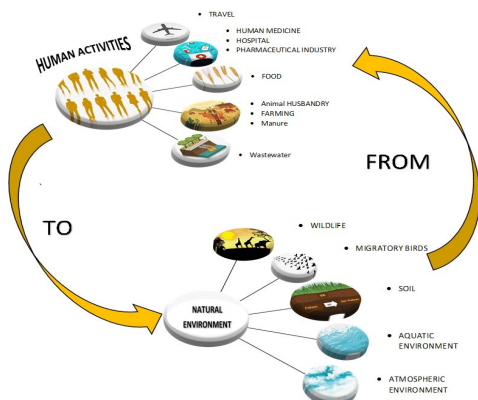 HUMAN ACTIVITIES
• TRAVEL
• HUMAN MEDICINE
• HOSPITAL
• PHARMACEUTICAL INDUSTRY
• FOOD
• Animal HUSBANDRY
• FARMING
• Manure
• Wastewater
FROM
TO
• WILDLIFE
• MIGRATORY BIRDS
NATURAL
ENVIRONMENT
• SOIL
• AQUATIC
ENVIRONMENT
• ATMOSPHERIC
ENVIRONMENT